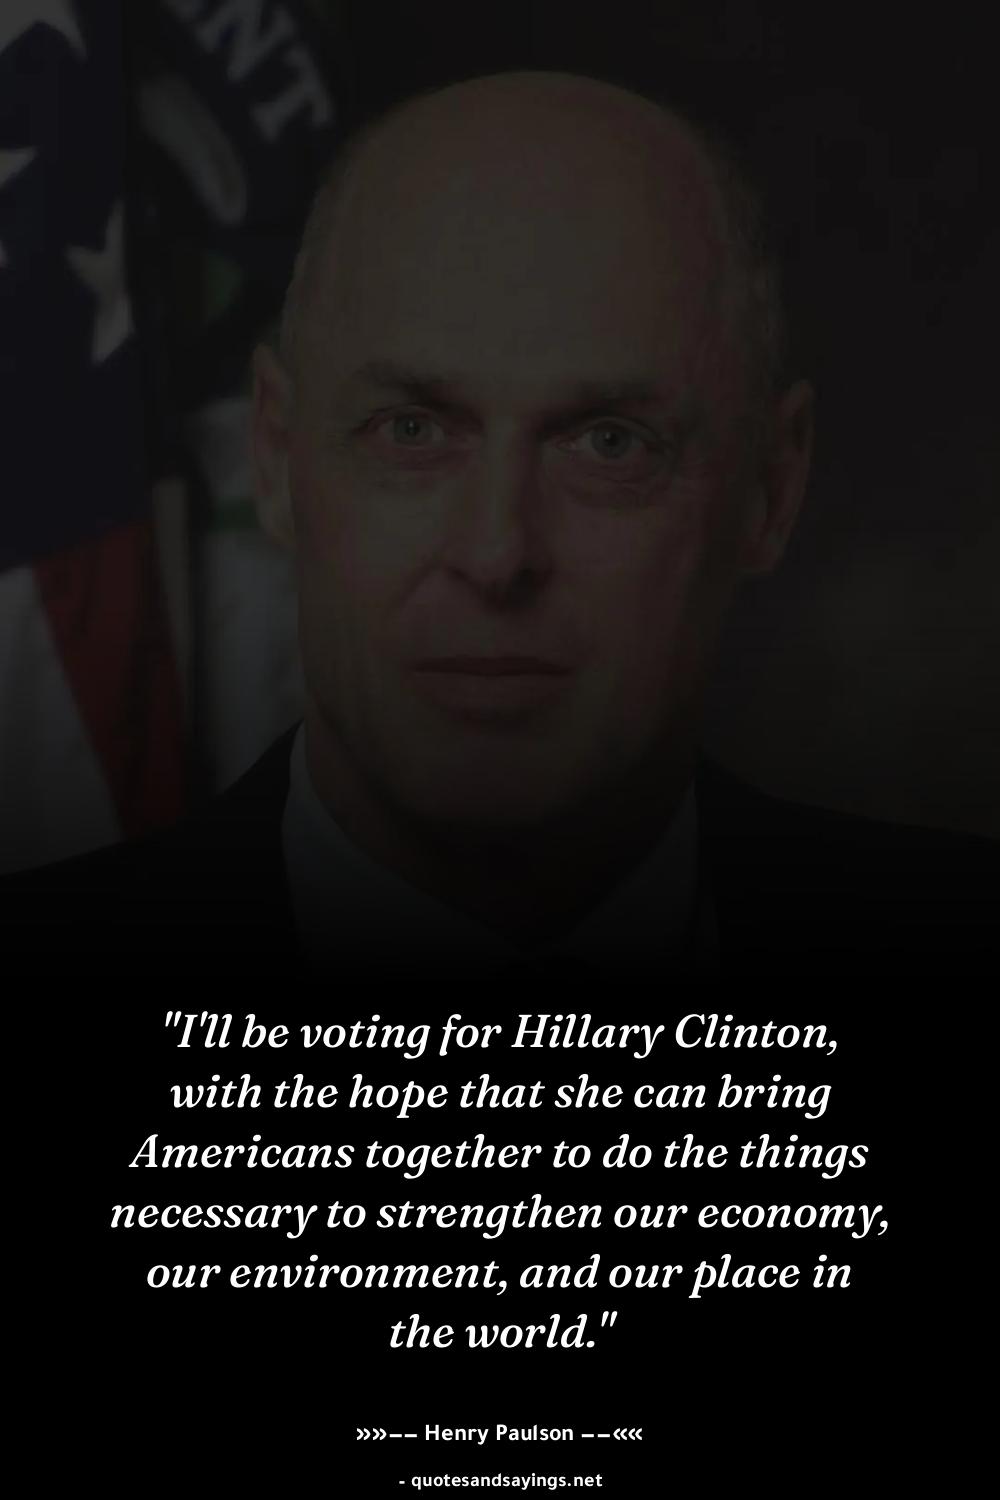 NT
"I'll be voting for Hillary Clinton,
with the hope that she can bring
Americans together to do the things
necessary to strengthen our economy,
our environment, and our place in
the world."
»»−− Henry Paulson −−««
- quotesandsayings.net